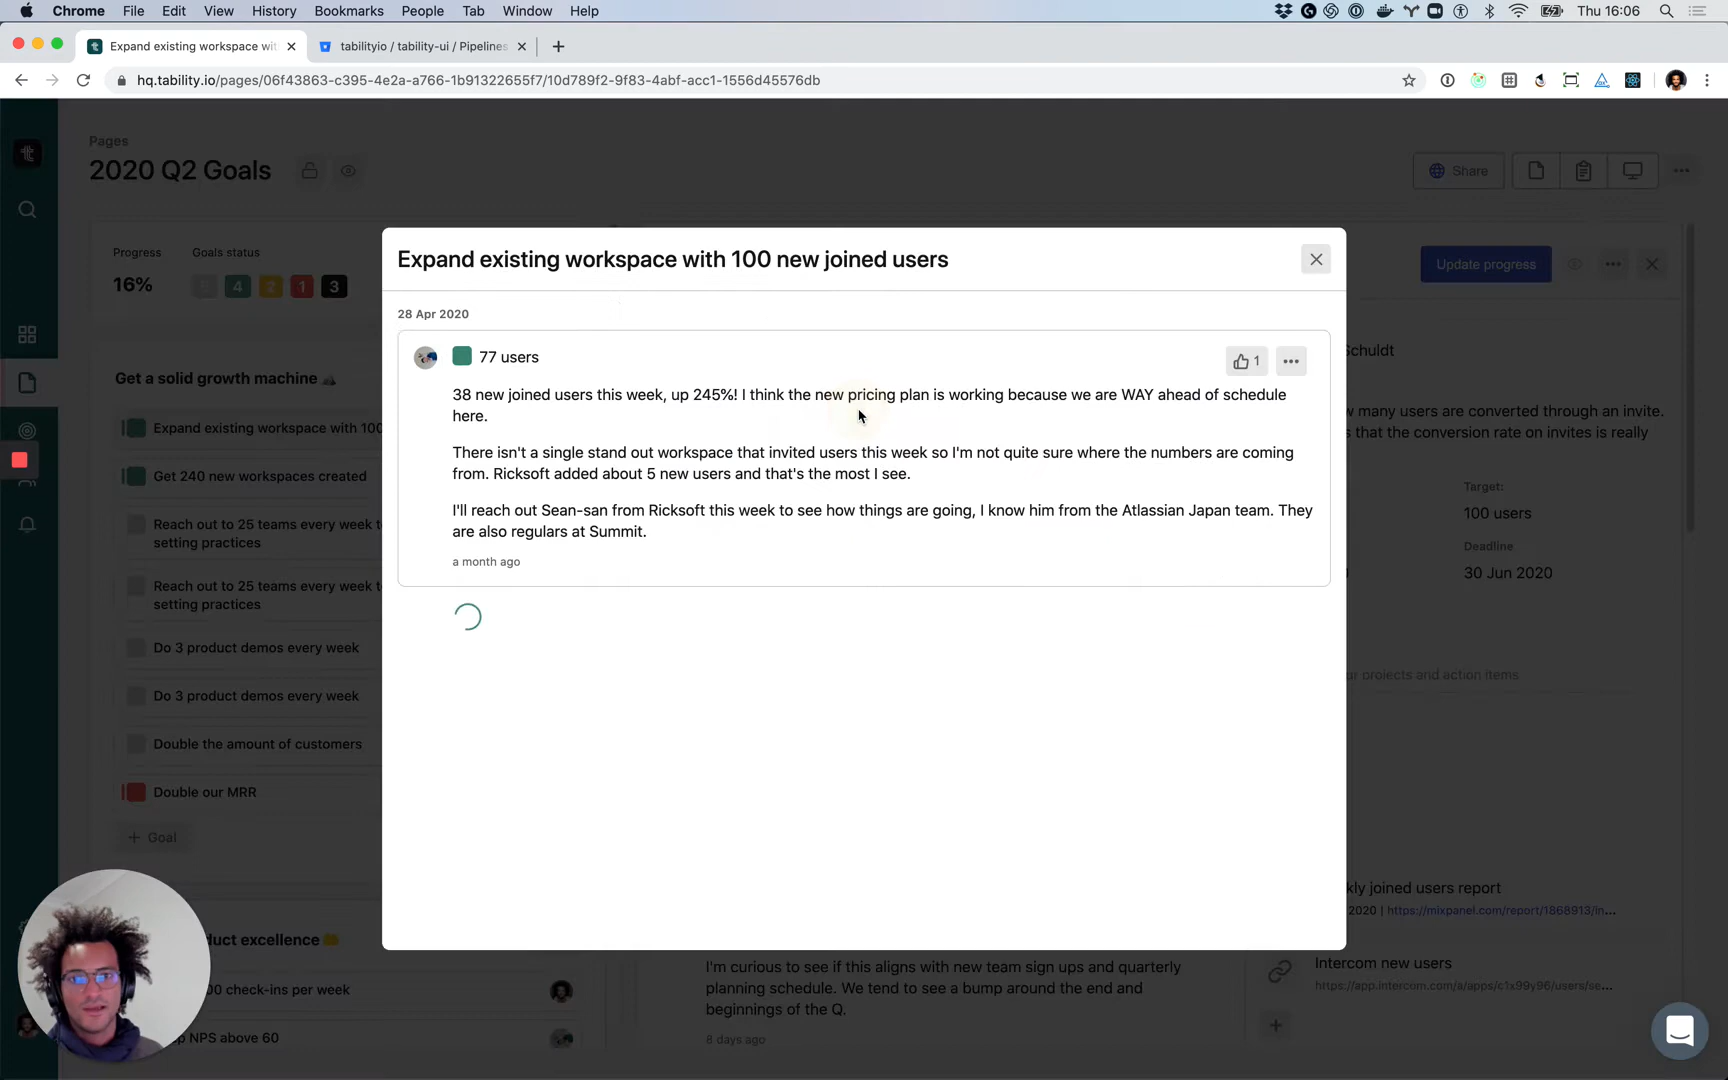 Chrome File Edit View History Bookmarks People Tab Window Help Thu 16:06
Expand existing workspace wit
tabilityio / tability-ui / Pipelines
hq.tability.io/pages/06f43863-c395-4e2a-a766-1b91322655f7/10d789f2-9f83-4abf-acc1-1556d45576db
Pages
2020 Q2 Goals
Share
Progress
Goals status
16%
4 2 1 3
Update progress
Get a solid growth machine
Expand existing workspace with 100
Get 240 new workspaces created
Reach out to 25 teams every week t
setting practices
Reach out to 25 teams every week t
setting practices
Do 3 product demos every week
Do 3 product demos every week
Double the amount of customers
Double our MRR
+ Goal
duct excellence
00 check-ins per week
p NPS above 60
Expand existing workspace with 100 new joined users
28 Apr 2020
77 users
1
38 new joined users this week, up 245%! I think the new pricing plan is working because we are WAY ahead of schedule
here.
There isn't a single stand out workspace that invited users this week so I'm not quite sure where the numbers are coming
from. Ricksoft added about 5 new users and that's the most I see.
I'll reach out Sean-san from Ricksoft this week to see how things are going, I know him from the Atlassian Japan team. They
are also regulars at Summit.
a month ago
Schuldt
w many users are converted through an invite.
s that the conversion rate on invites is really
Target:
100 users
Deadline
30 Jun 2020
ur projects and action items
kly joined users report
2020 | https://mixpanel.com/report/1868913/in...
Intercom new users
https://app.intercom.com/a/apps/c1x99y96/users/se...
I'm curious to see if this aligns with new team sign ups and quarterly
planning schedule. We tend to see a bump around the end and
beginnings of the Q.
8 days ago